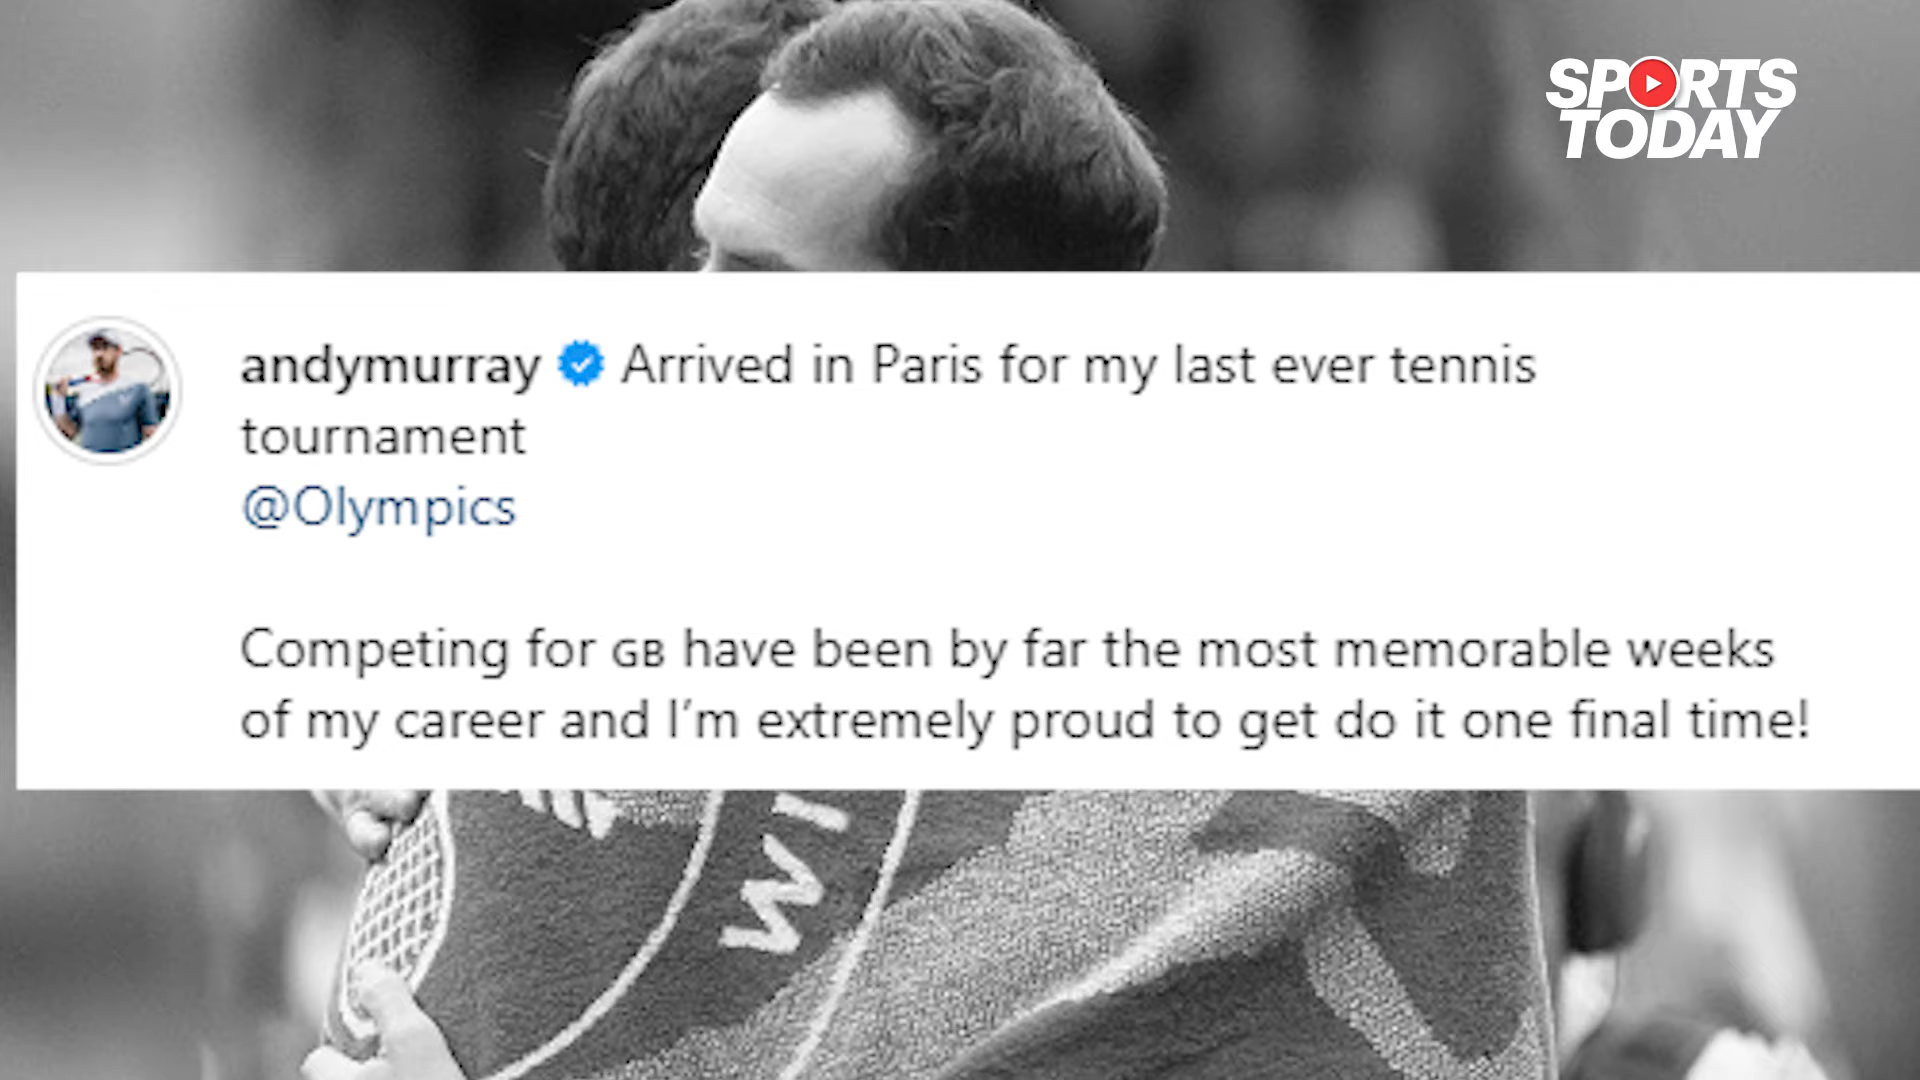 SPORTS
TODAY
andymurray Arrived in Paris for my last ever tennis
tournament
@Olympics
Competing for GB have been by far the most memorable weeks
of my career and I'm extremely proud to get do it one final time!
WI